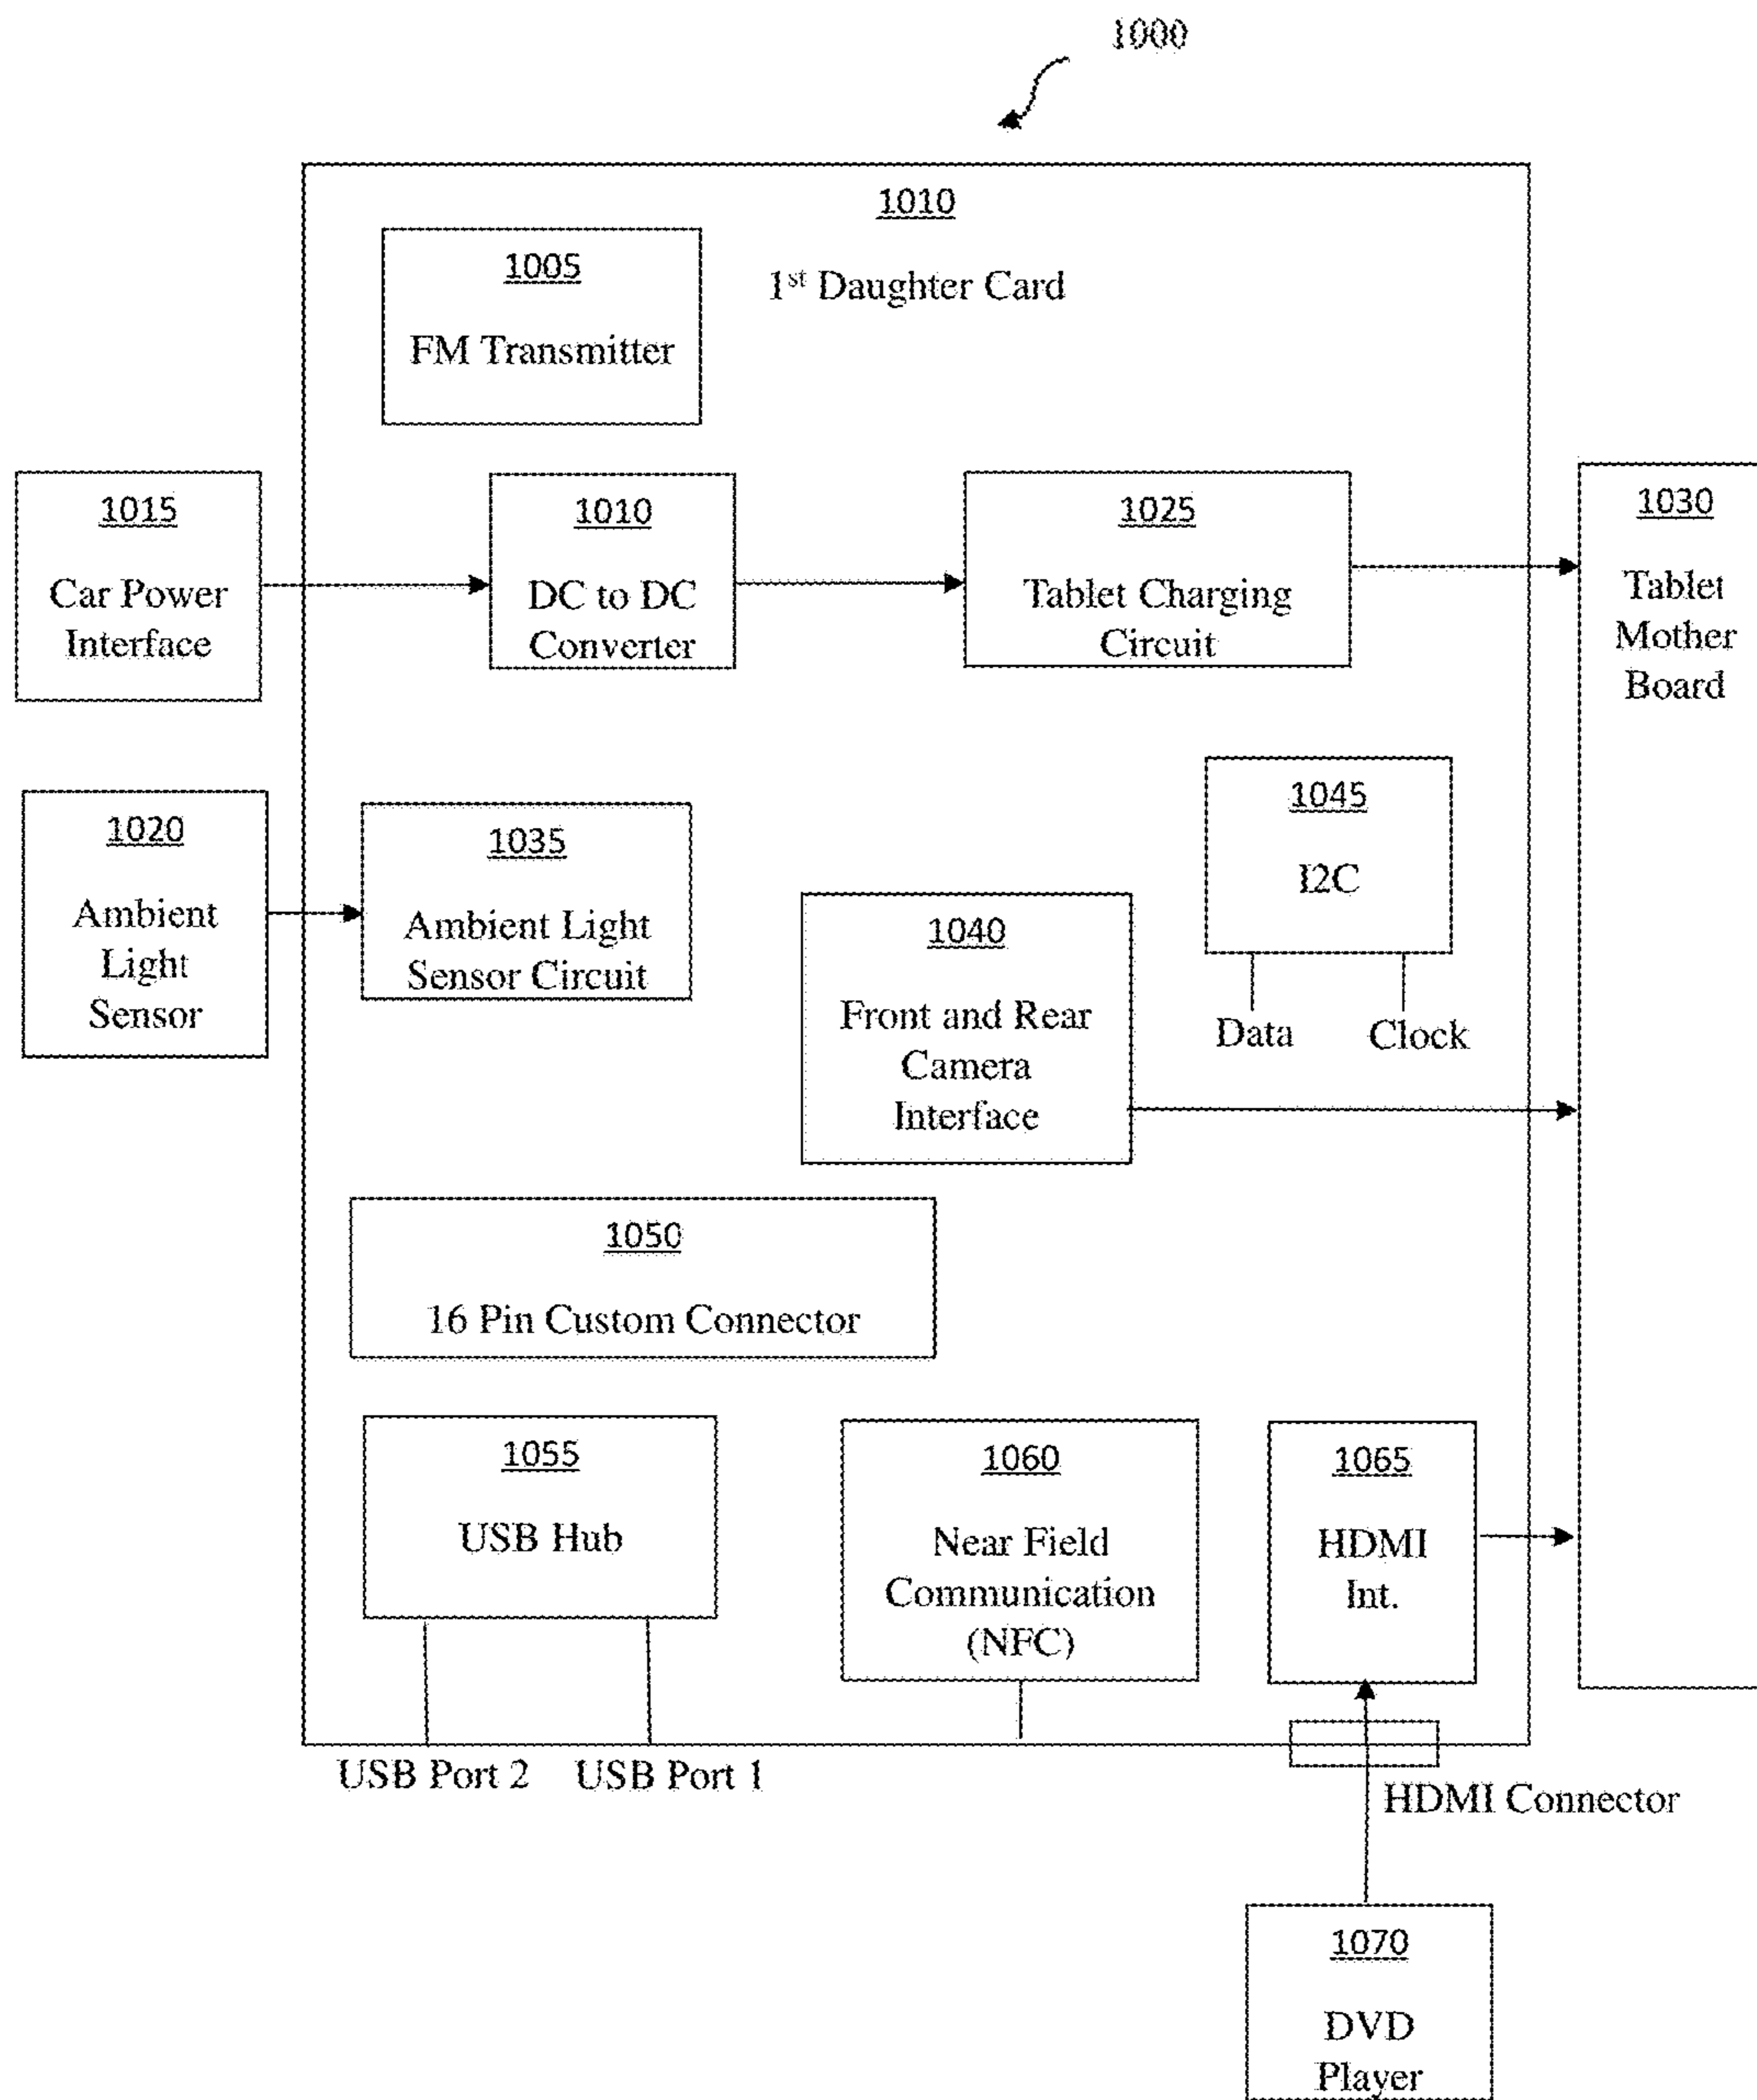 1000
1010
1st Daughter Card
1005
FM Transmitter
1015
Car Power
Interface
1010
DC to DC
Converter
1025
Tablet Charging
Circuit
1030
Tablet
Mother
Board
1020
Ambient
Light
Sensor
1035
Ambient Light
Sensor Circuit
1045
I2C
Data
Clock
1040
Front and Rear
Camera
Interface
1050
16 Pin Custom Connector
1055
USB Hub
1060
Near Field
Communication
(NFC)
1065
HDMI
Int.
USB Port 2
USB Port 1
HDMI Connector
1070
DVD
Player